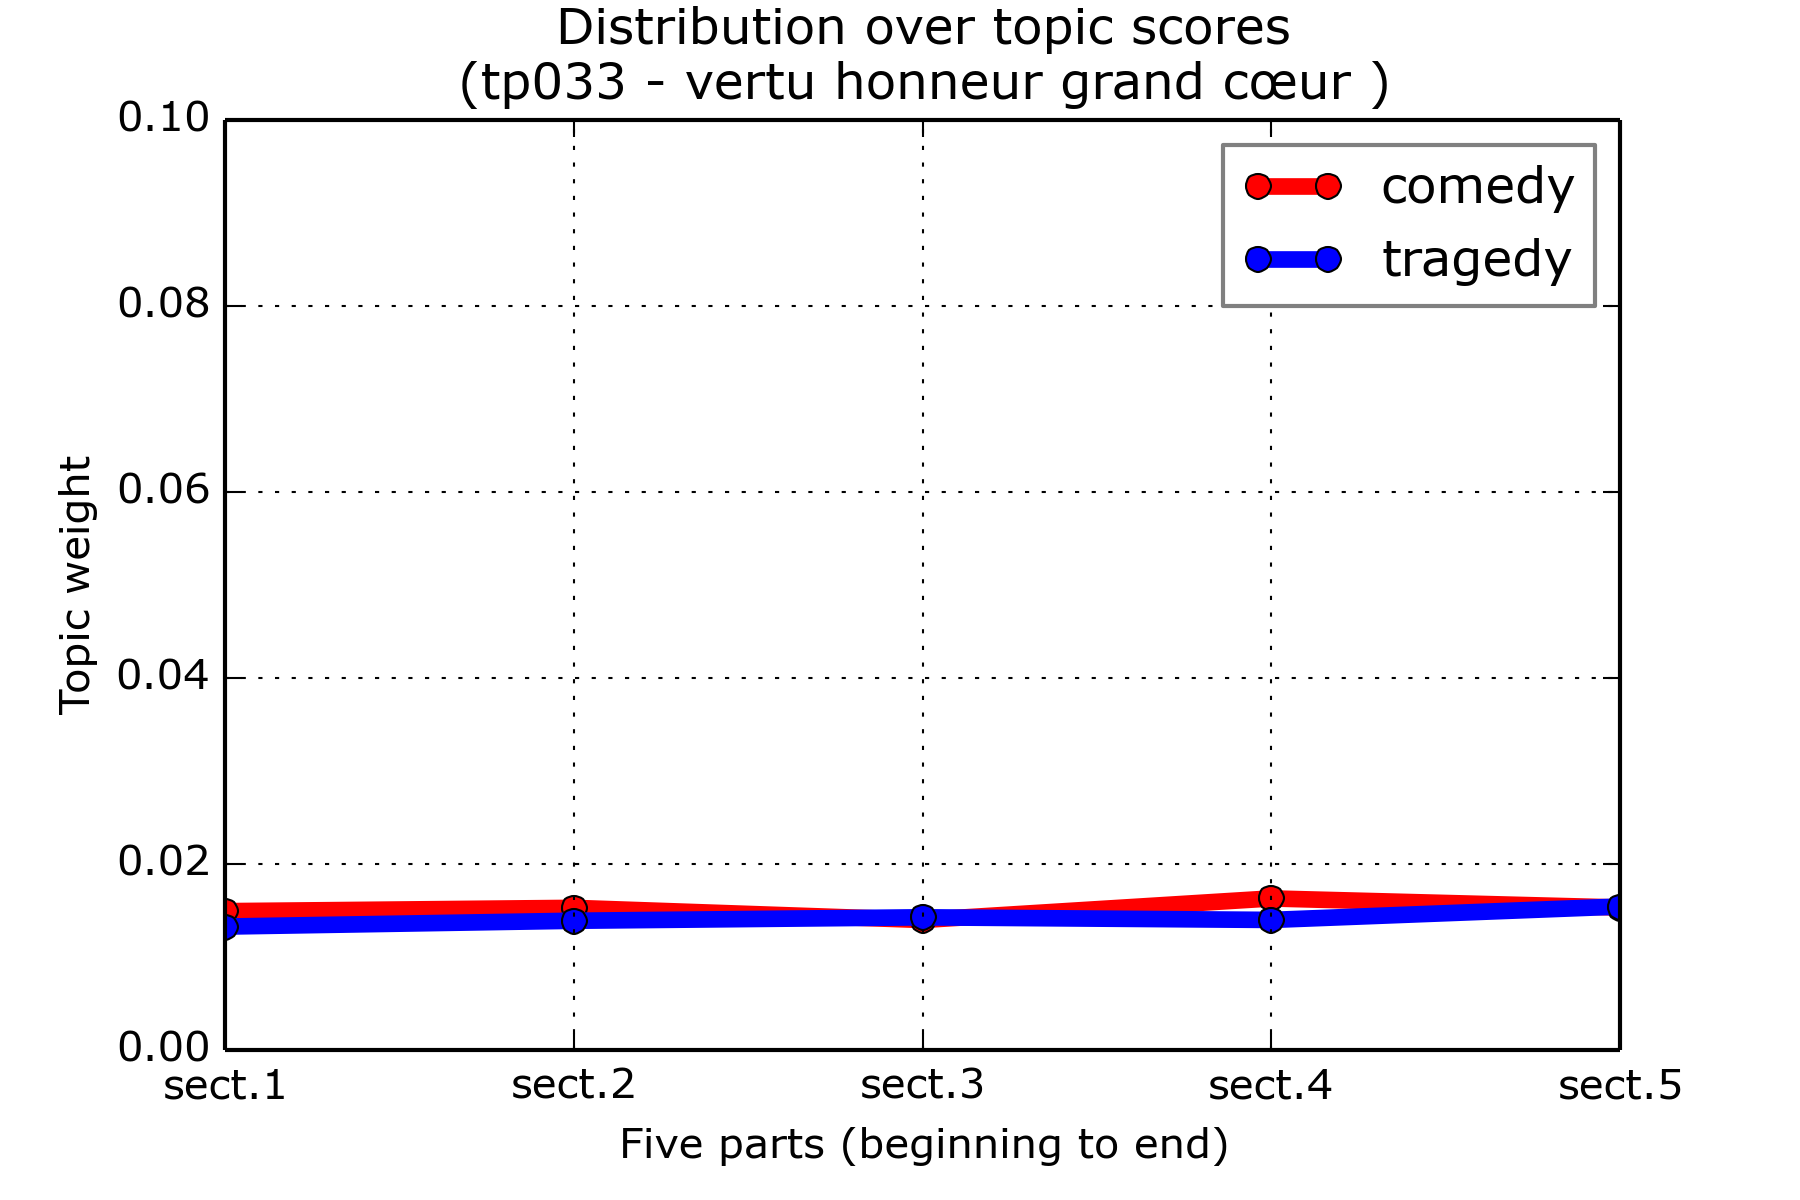 Distribution over topic scores
(tp033 - vertu honneur grand cœur )
0.10
0.08
0.06
0.04
0.02
0.00
Topic weight
comedy
tragedy
sect.1 sect.2 sect.3 sect.4 sect.5
Five parts (beginning to end)